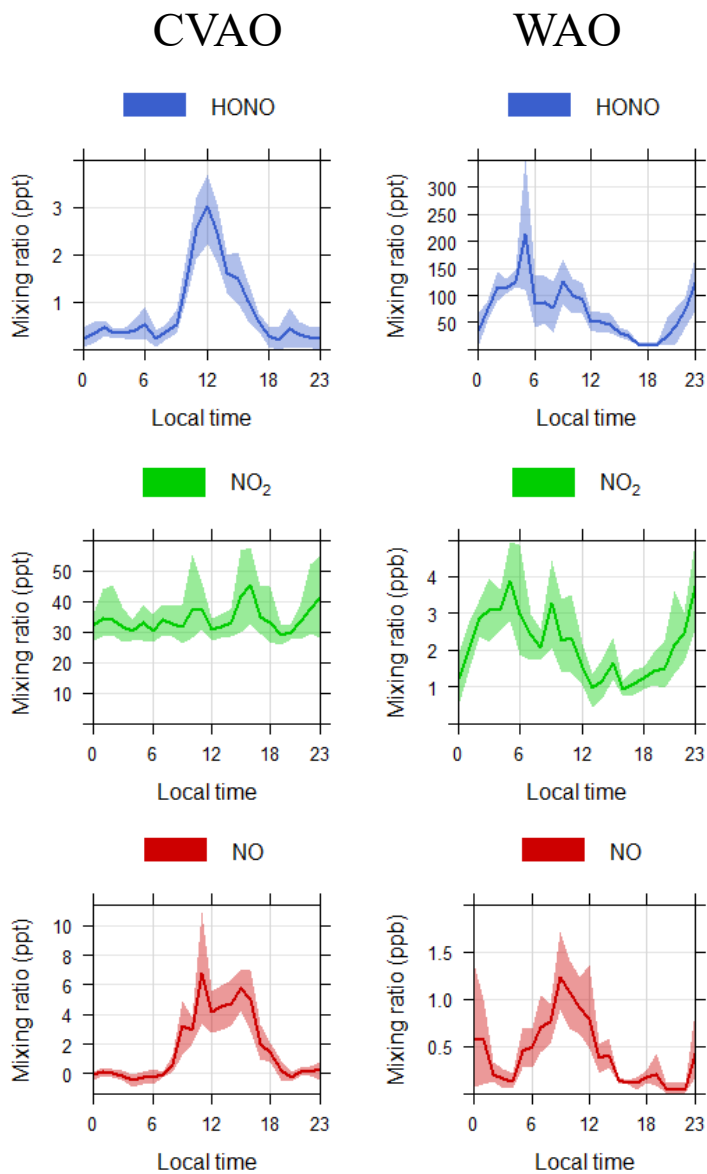 CVAO WAO
HONO HONO
Mixing ratio (ppt) Mixing ratio (ppt)
3
2
1
300
250
200
150
100
50
0 6 12 18 23 0 6 12 18 23
Local time Local time
NO₂ NO₂
Mixing ratio (ppt) Mixing ratio (ppb)
50
40
30
20
10
4
3
2
1
0 6 12 18 23 0 6 12 18 23
Local time Local time
NO NO
Mixing ratio (ppt) Mixing ratio (ppb)
10
8
6
4
2
0
1.5
1.0
0.5
0 6 12 18 23 0 6 12 18 23
Local time Local time